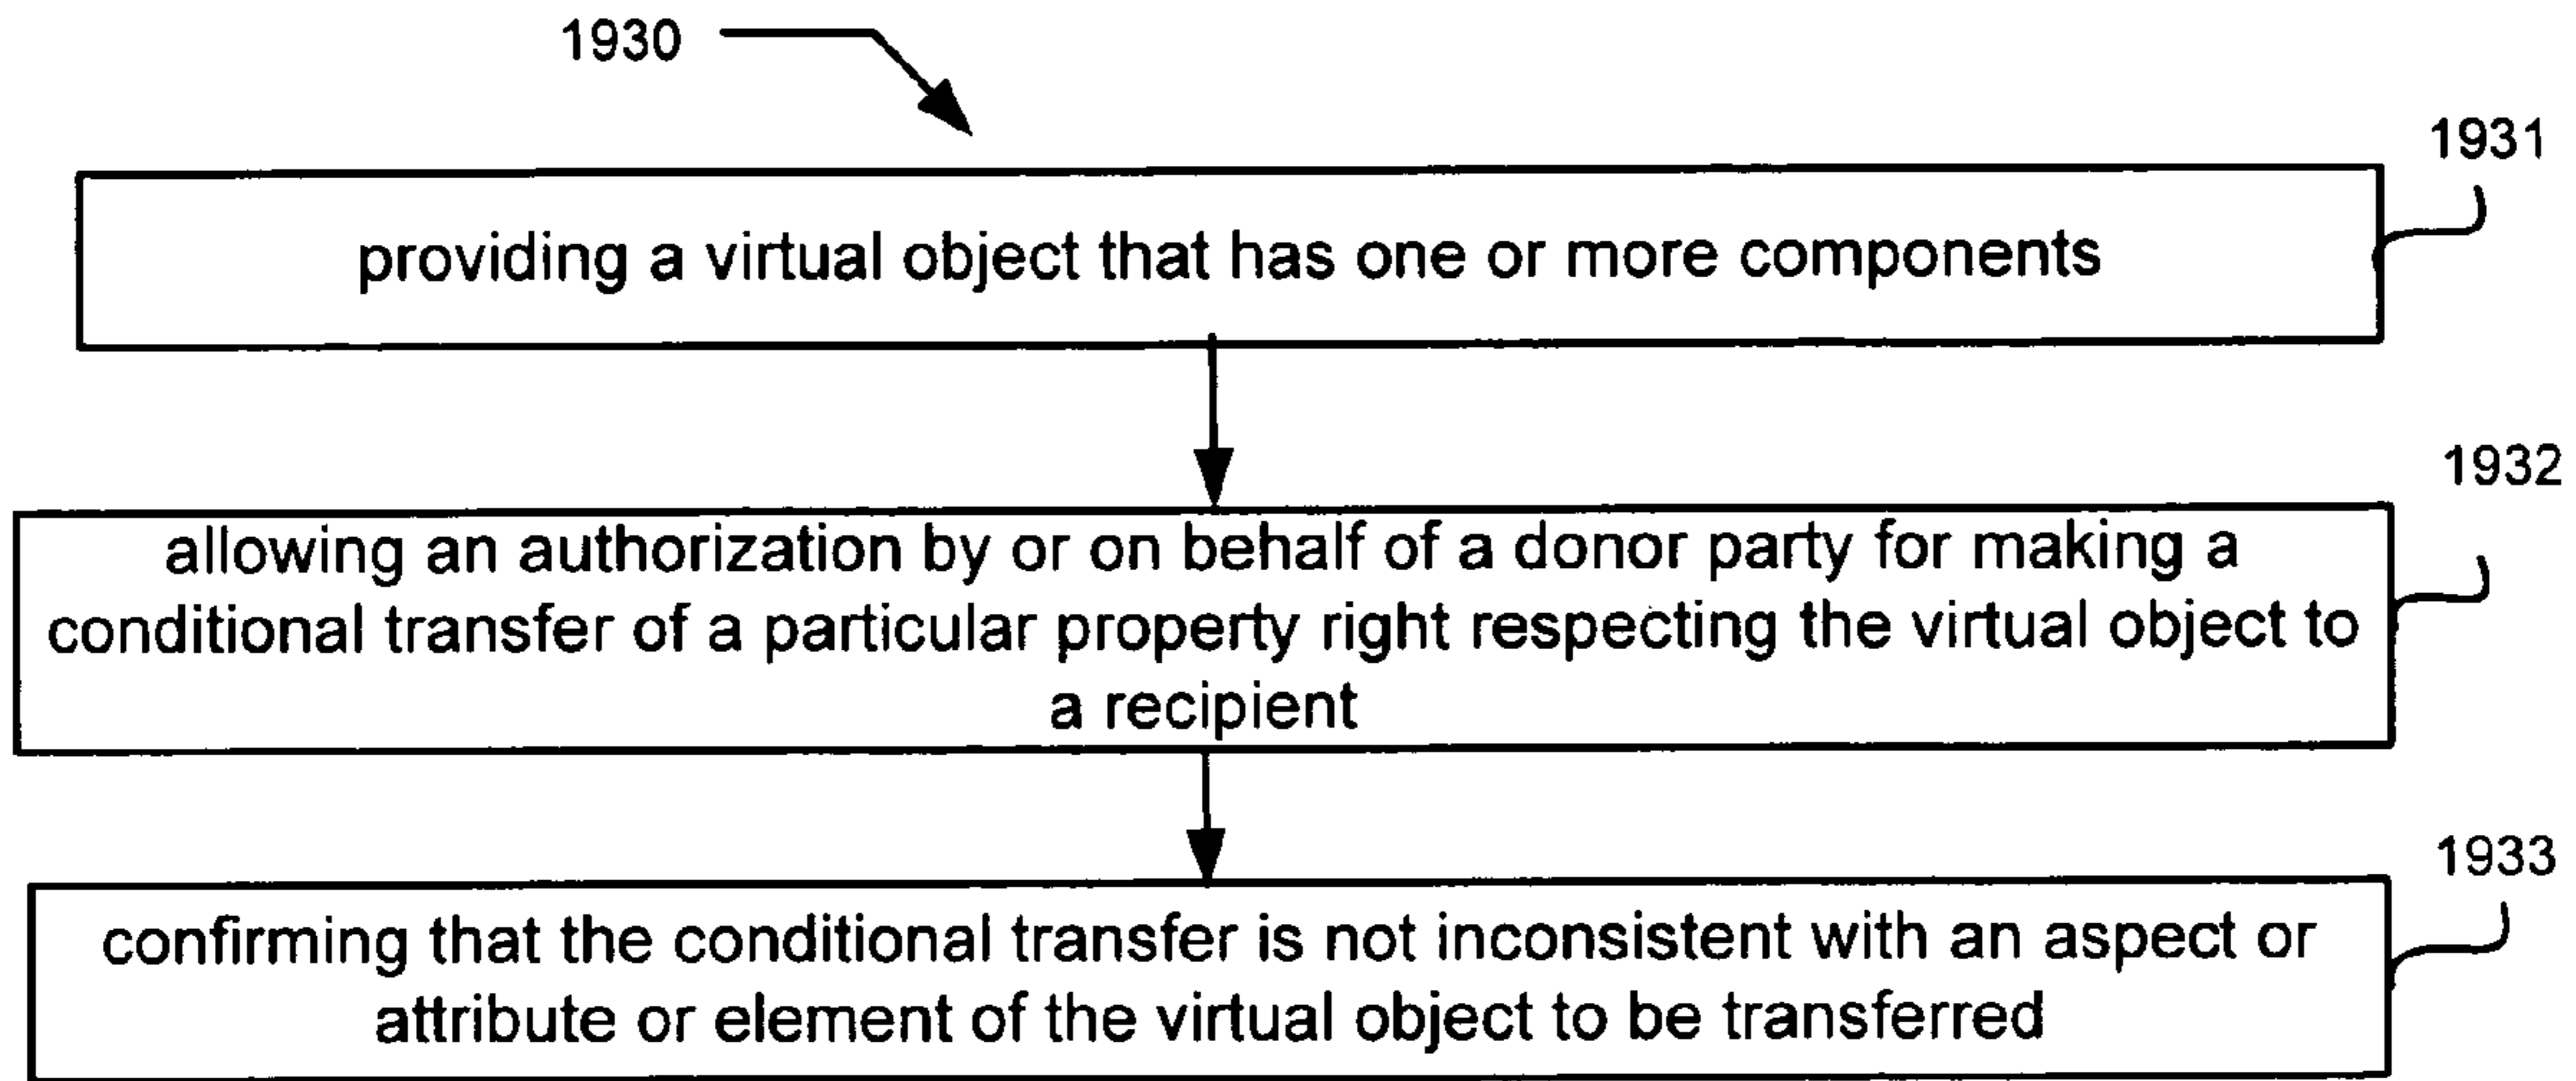 1930
1931
providing a virtual object that has one or more components
1932
allowing an authorization by or on behalf of a donor party for making a
conditional transfer of a particular property right respecting the virtual object to
a recipient
1933
confirming that the conditional transfer is not inconsistent with an aspect or
attribute or element of the virtual object to be transferred